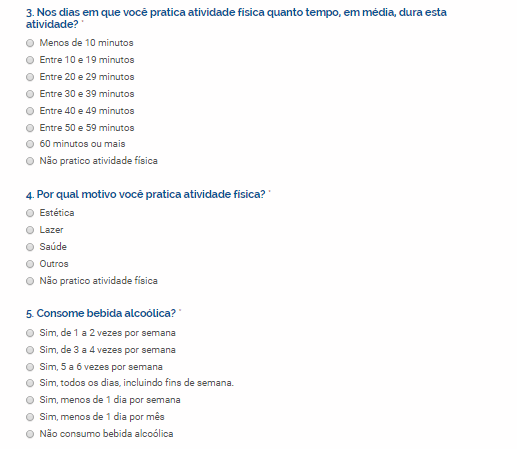 3. Nos dias em que você pratica atividade física quanto tempo, em média, dura esta
atividade? *
Menos de 10 minutos
Entre 10 e 19 minutos
Entre 20 e 29 minutos
Entre 30 e 39 minutos
Entre 40 e 49 minutos
Entre 50 e 59 minutos
60 minutos ou mais
Não pratico atividade física
4. Por qual motivo você pratica atividade física? *
Estética
Lazer
Saúde
Outros
Não pratico atividade física
5. Consome bebida alcoólica? *
Sim, de 1 a 2 vezes por semana
Sim, de 3 a 4 vezes por semana
Sim, 5 a 6 vezes por semana
Sim, todos os dias, incluindo fins de semana.
Sim, menos de 1 dia por semana
Sim, menos de 1 dia por mês
Não consumo bebida alcoólica